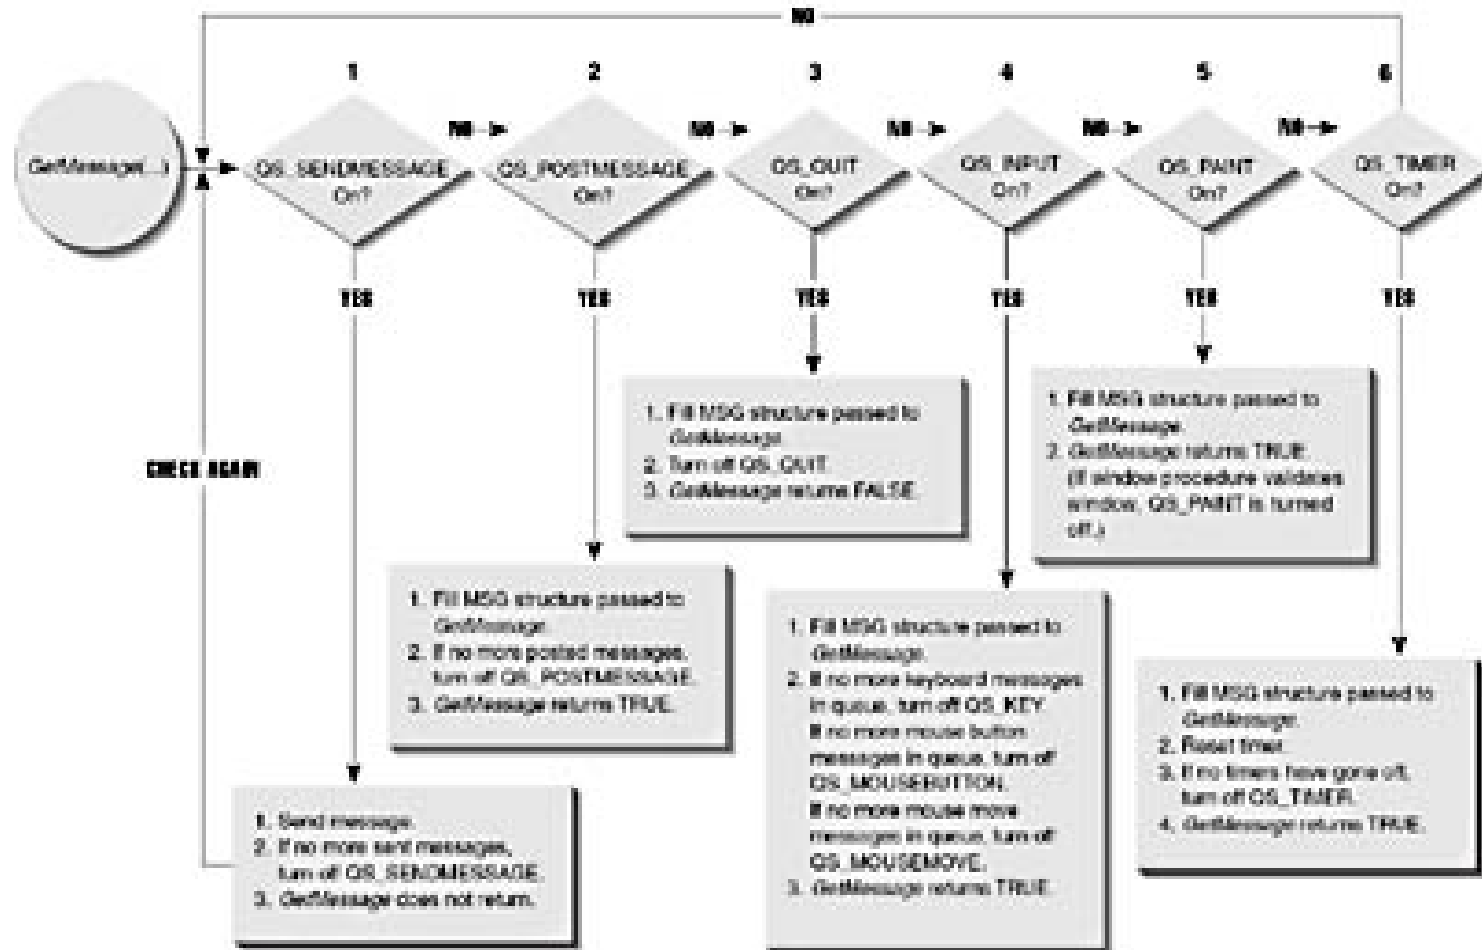 NO
1
2
3
4
5
6
GetMessage(...)
QS_SENDMESSAGE
On?
NO
QS_POSTMESSAGE
On?
NO
QS_QUIT
On?
NO
QS_INPUT
On?
NO
QS_PAINT
On?
NO
QS_TIMER
On?
YES
YES
YES
YES
YES
YES
CHECK AGAIN
1. Fill MSG structure passed to
GetMessage.
2. Turn off QS_QUIT.
3. GetMessage returns FALSE.
1. Fill MSG structure passed to
GetMessage.
2. GetMessage returns TRUE.
(If window procedure validates
window, QS_PAINT is turned
off.)
1. Fill MSG structure passed to
GetMessage.
2. If no more posted messages,
turn off QS_POSTMESSAGE.
3. GetMessage returns TRUE.
1. Fill MSG structure passed to
GetMessage.
2. If no more keyboard messages
in queue, turn off QS_KEY.
If no more mouse button
messages in queue, turn off
QS_MOUSEBUTTON.
If no more mouse move
messages in queue, turn off
QS_MOUSEMOVE.
3. GetMessage returns TRUE.
1. Fill MSG structure passed to
GetMessage.
2. Reset timer.
3. If no timers have gone off,
turn off QS_TIMER.
4. GetMessage returns TRUE.
1. Send message.
2. If no more sent messages,
turn off QS_SENDMESSAGE.
3. GetMessage does not return.